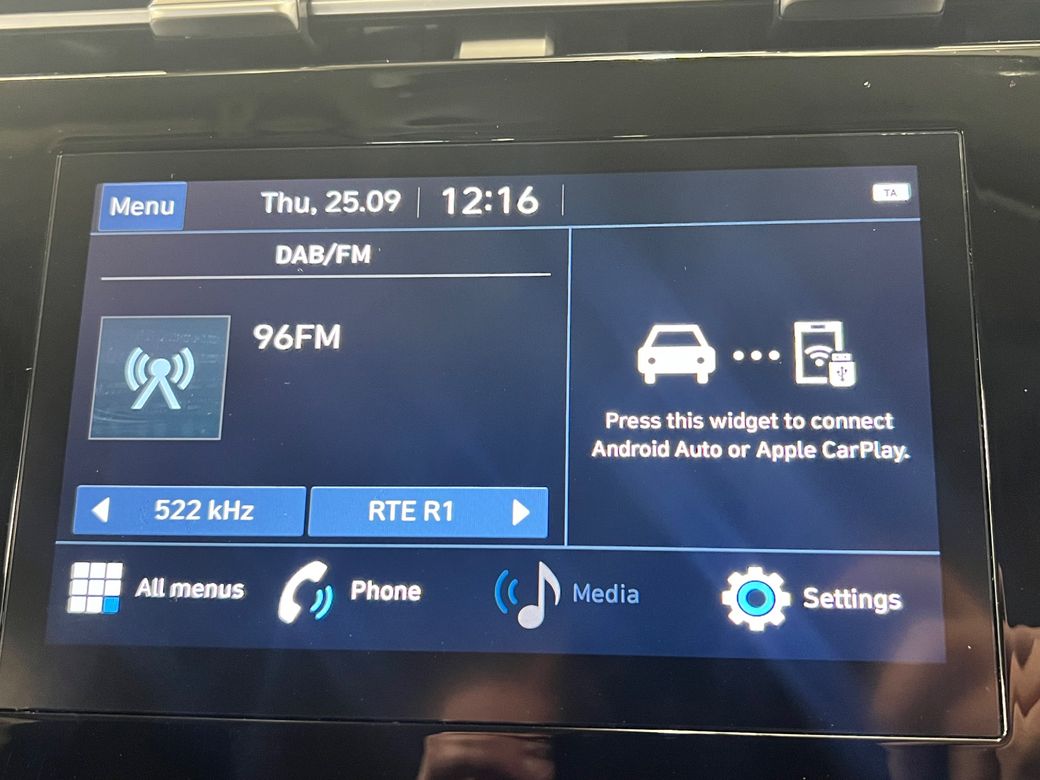 Menu
Thu, 25.09
12:16
TA
DAB/FM
96FM
Press this widget to connect
Android Auto or Apple CarPlay.
522 kHz
RTE R1
All menus
Phone
Media
Settings